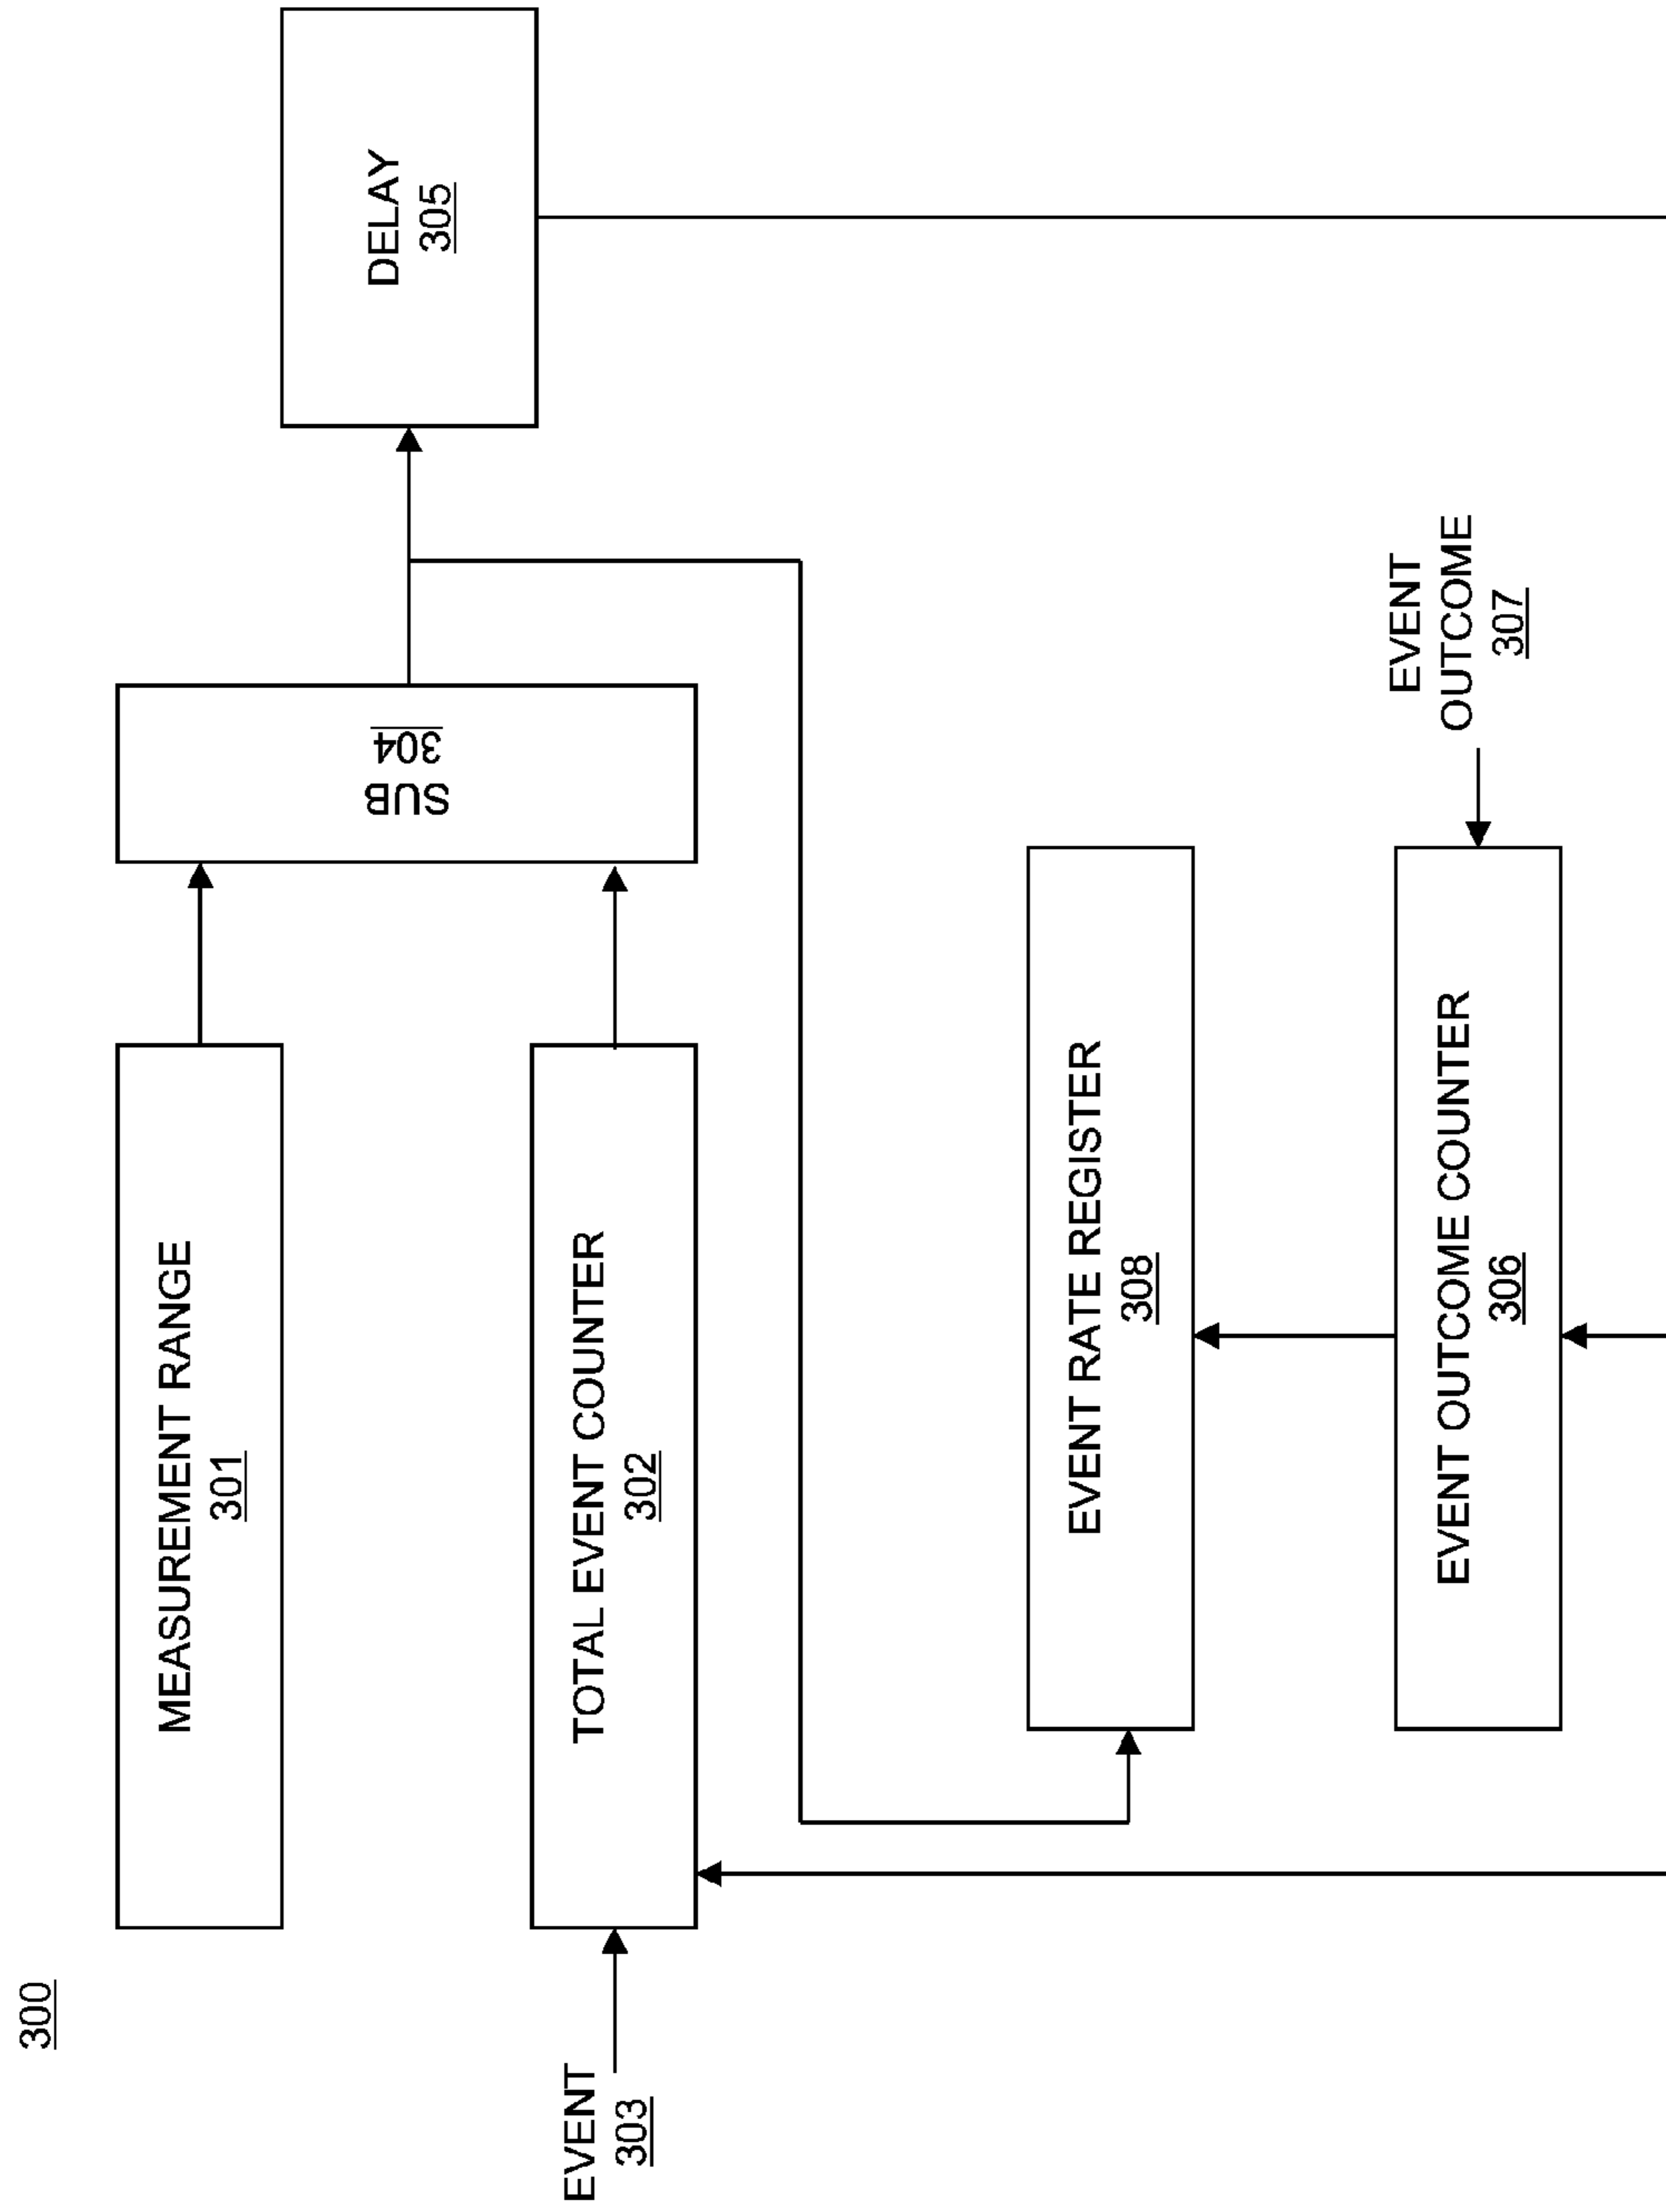 300
MEASUREMENT RANGE
301
TOTAL EVENT COUNTER
302
EVENT
303
SUB
304
DELAY
305
EVENT RATE REGISTER
308
EVENT OUTCOME COUNTER
306
EVENT
OUTCOME
307